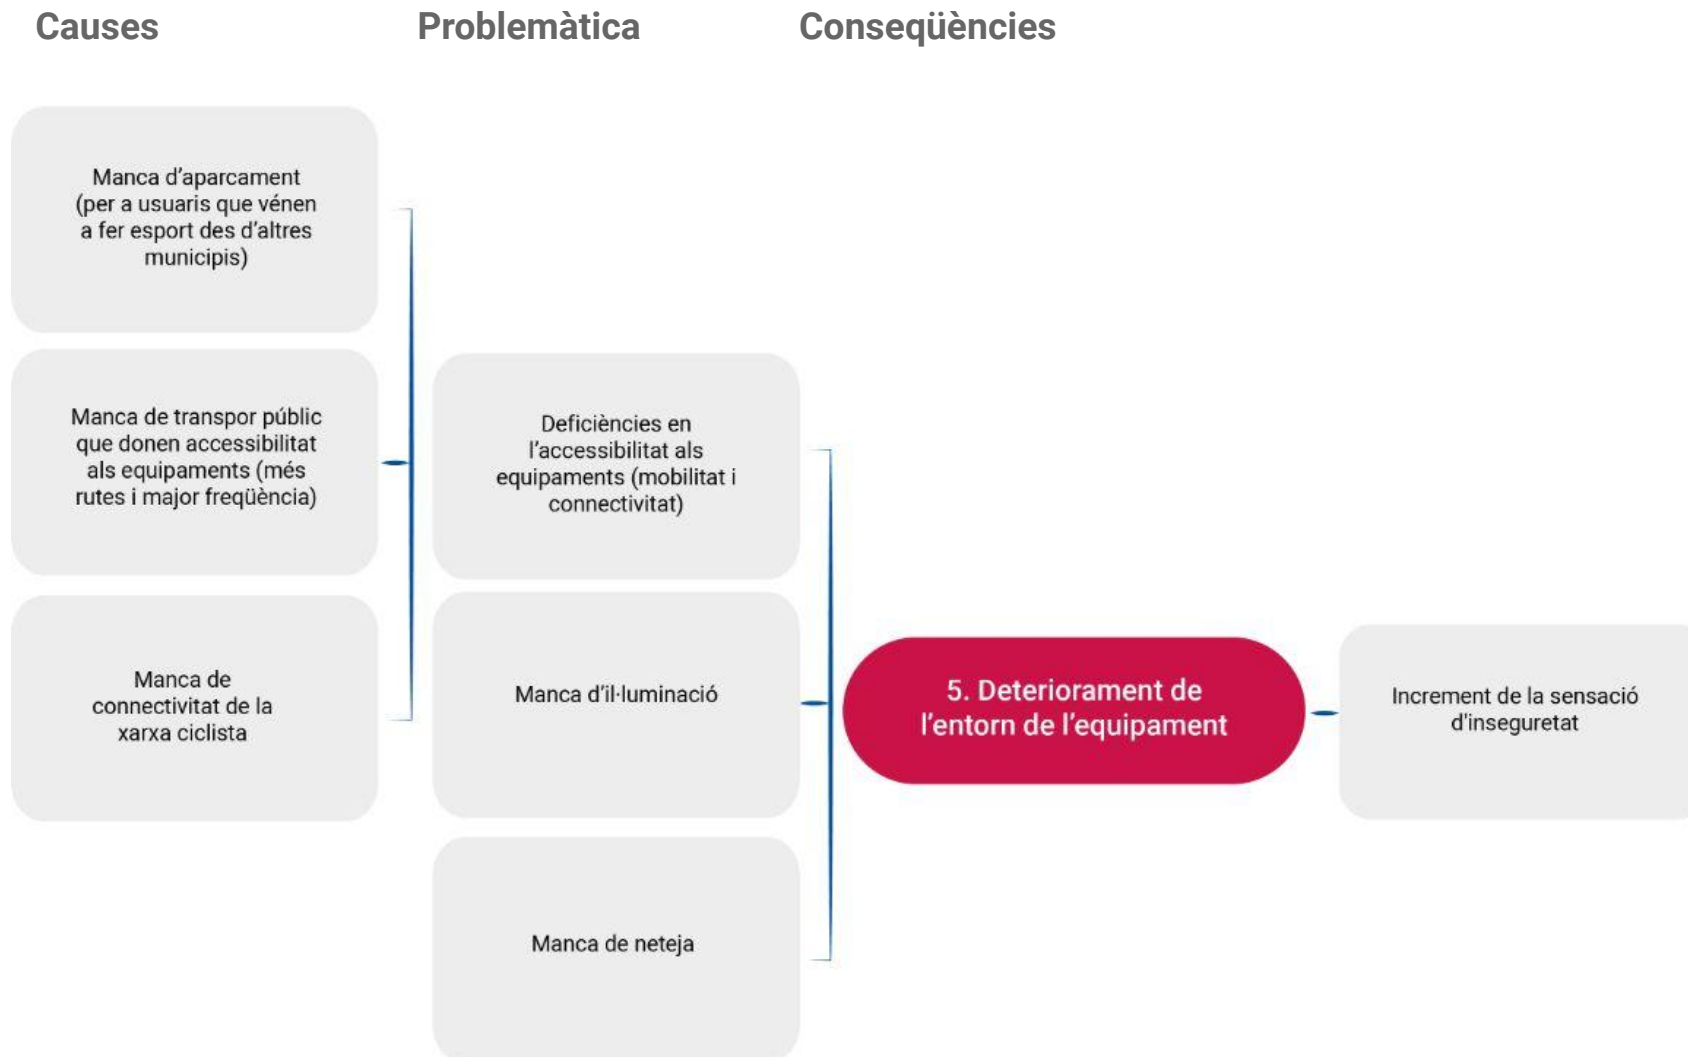 Causes
Problemàtica
Conseqüències
Manca d’aparcament
(per a usuaris que vénen
a fer esport des d’altres
municipis)
Manca de transpor públic
que donen accessibilitat
als equipaments (més
rutes i major freqüència)
Manca de
connectivitat de la
xarxa ciclista
Deficiències en
l’accessibilitat als
equipaments (mobilitat i
connectivitat)
Manca d’il·luminació
Manca de neteja
5. Deteriorament de
l’entorn de l’equipament
Increment de la sensació
d'inseguretat